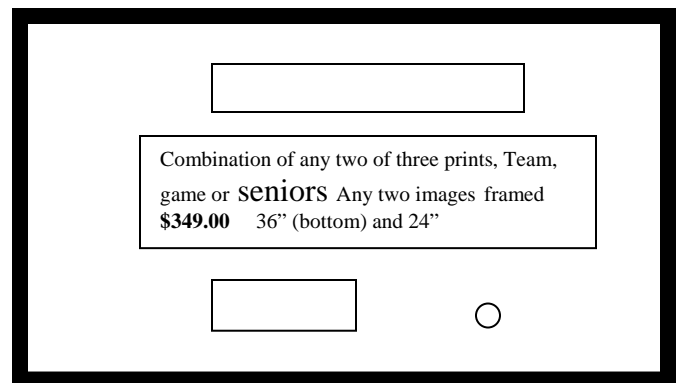 Combination of any two of three prints, Team,
game or seniors Any two images framed
$349.00 36” (bottom) and 24”